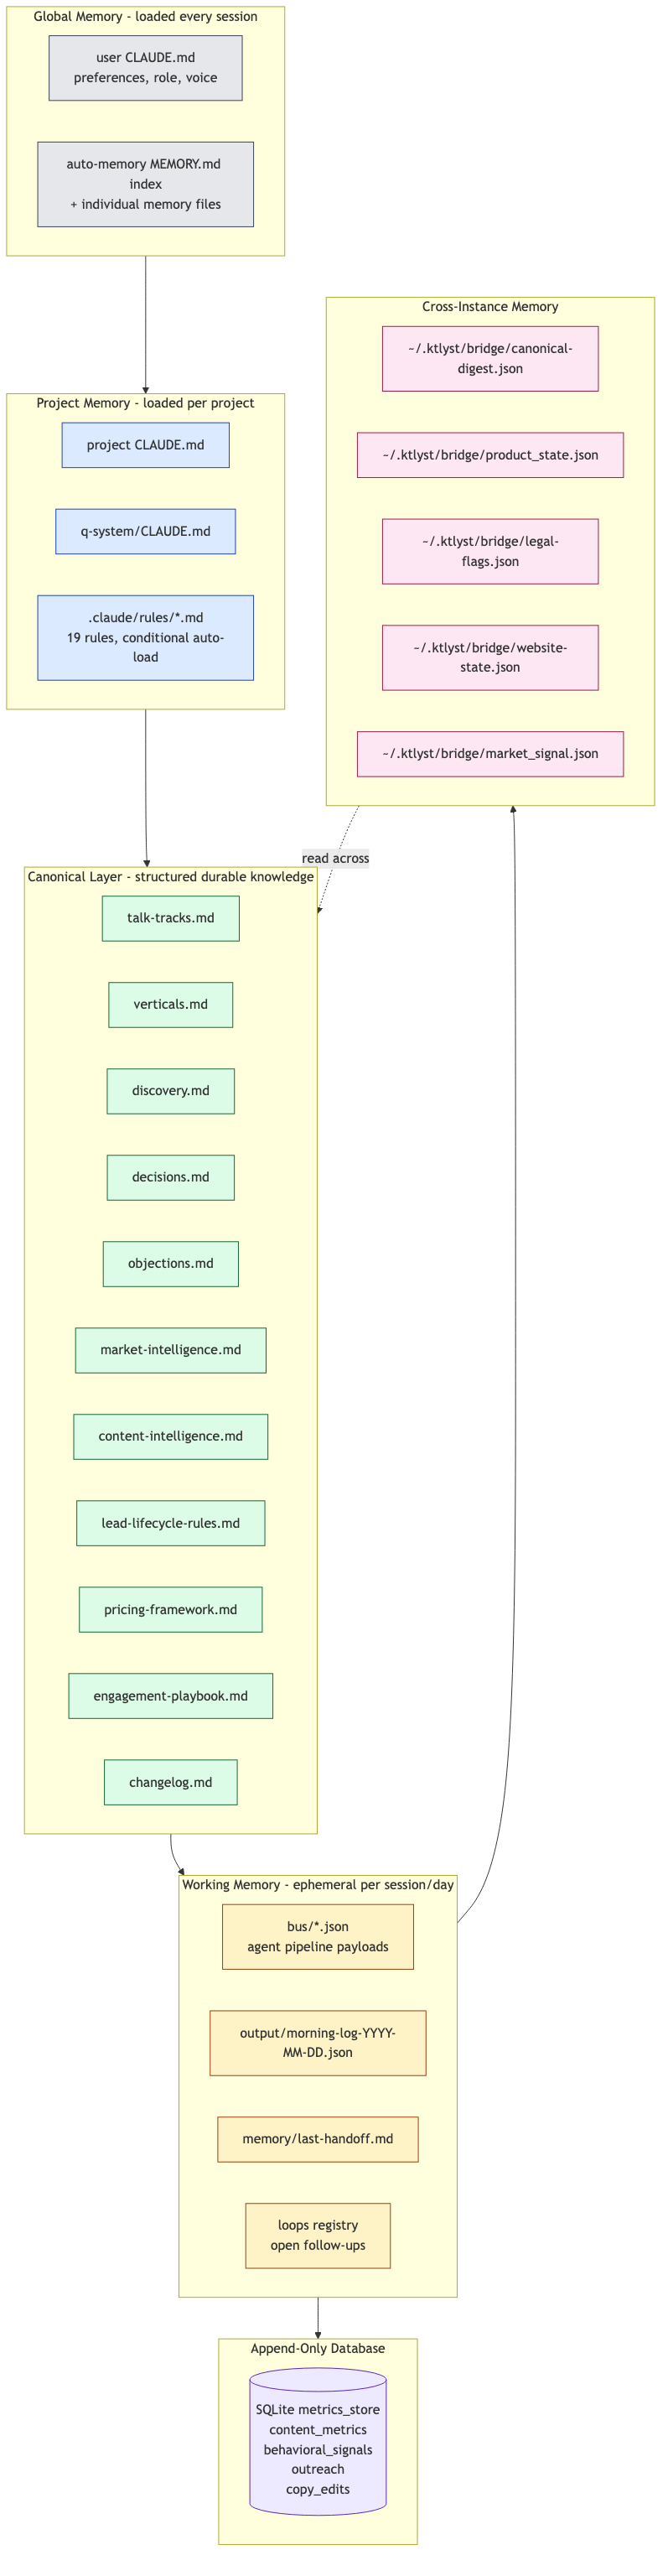 Global Memory - loaded every session
user CLAUDE.md
preferences, role, voice
auto-memory MEMORY.md
index
+ individual memory files
Cross-Instance Memory
~/.ktlyst/bridge/canonical-
digest.json
~/.ktlyst/bridge/product_state.json
~/.ktlyst/bridge/legal-
flags.json
~/.ktlyst/bridge/website-
state.json
~/.ktlyst/bridge/market_signal.json
Project Memory - loaded per project
project CLAUDE.md
q-system/CLAUDE.md
.claude/rules/*.md
19 rules, conditional auto-
load
read across
Canonical Layer - structured durable knowledge
talk-tracks.md
verticals.md
discovery.md
decisions.md
objections.md
market-intelligence.md
content-intelligence.md
lead-lifecycle-rules.md
pricing-framework.md
engagement-playbook.md
changelog.md
Working Memory - ephemeral per session/day
bus/*.json
agent pipeline payloads
output/morning-log-YYYY-
MM-DD.json
memory/last-handoff.md
loops registry
open follow-ups
Append-Only Database
SQLite metrics_store
content_metrics
behavioral_signals
outreach
copy_edits